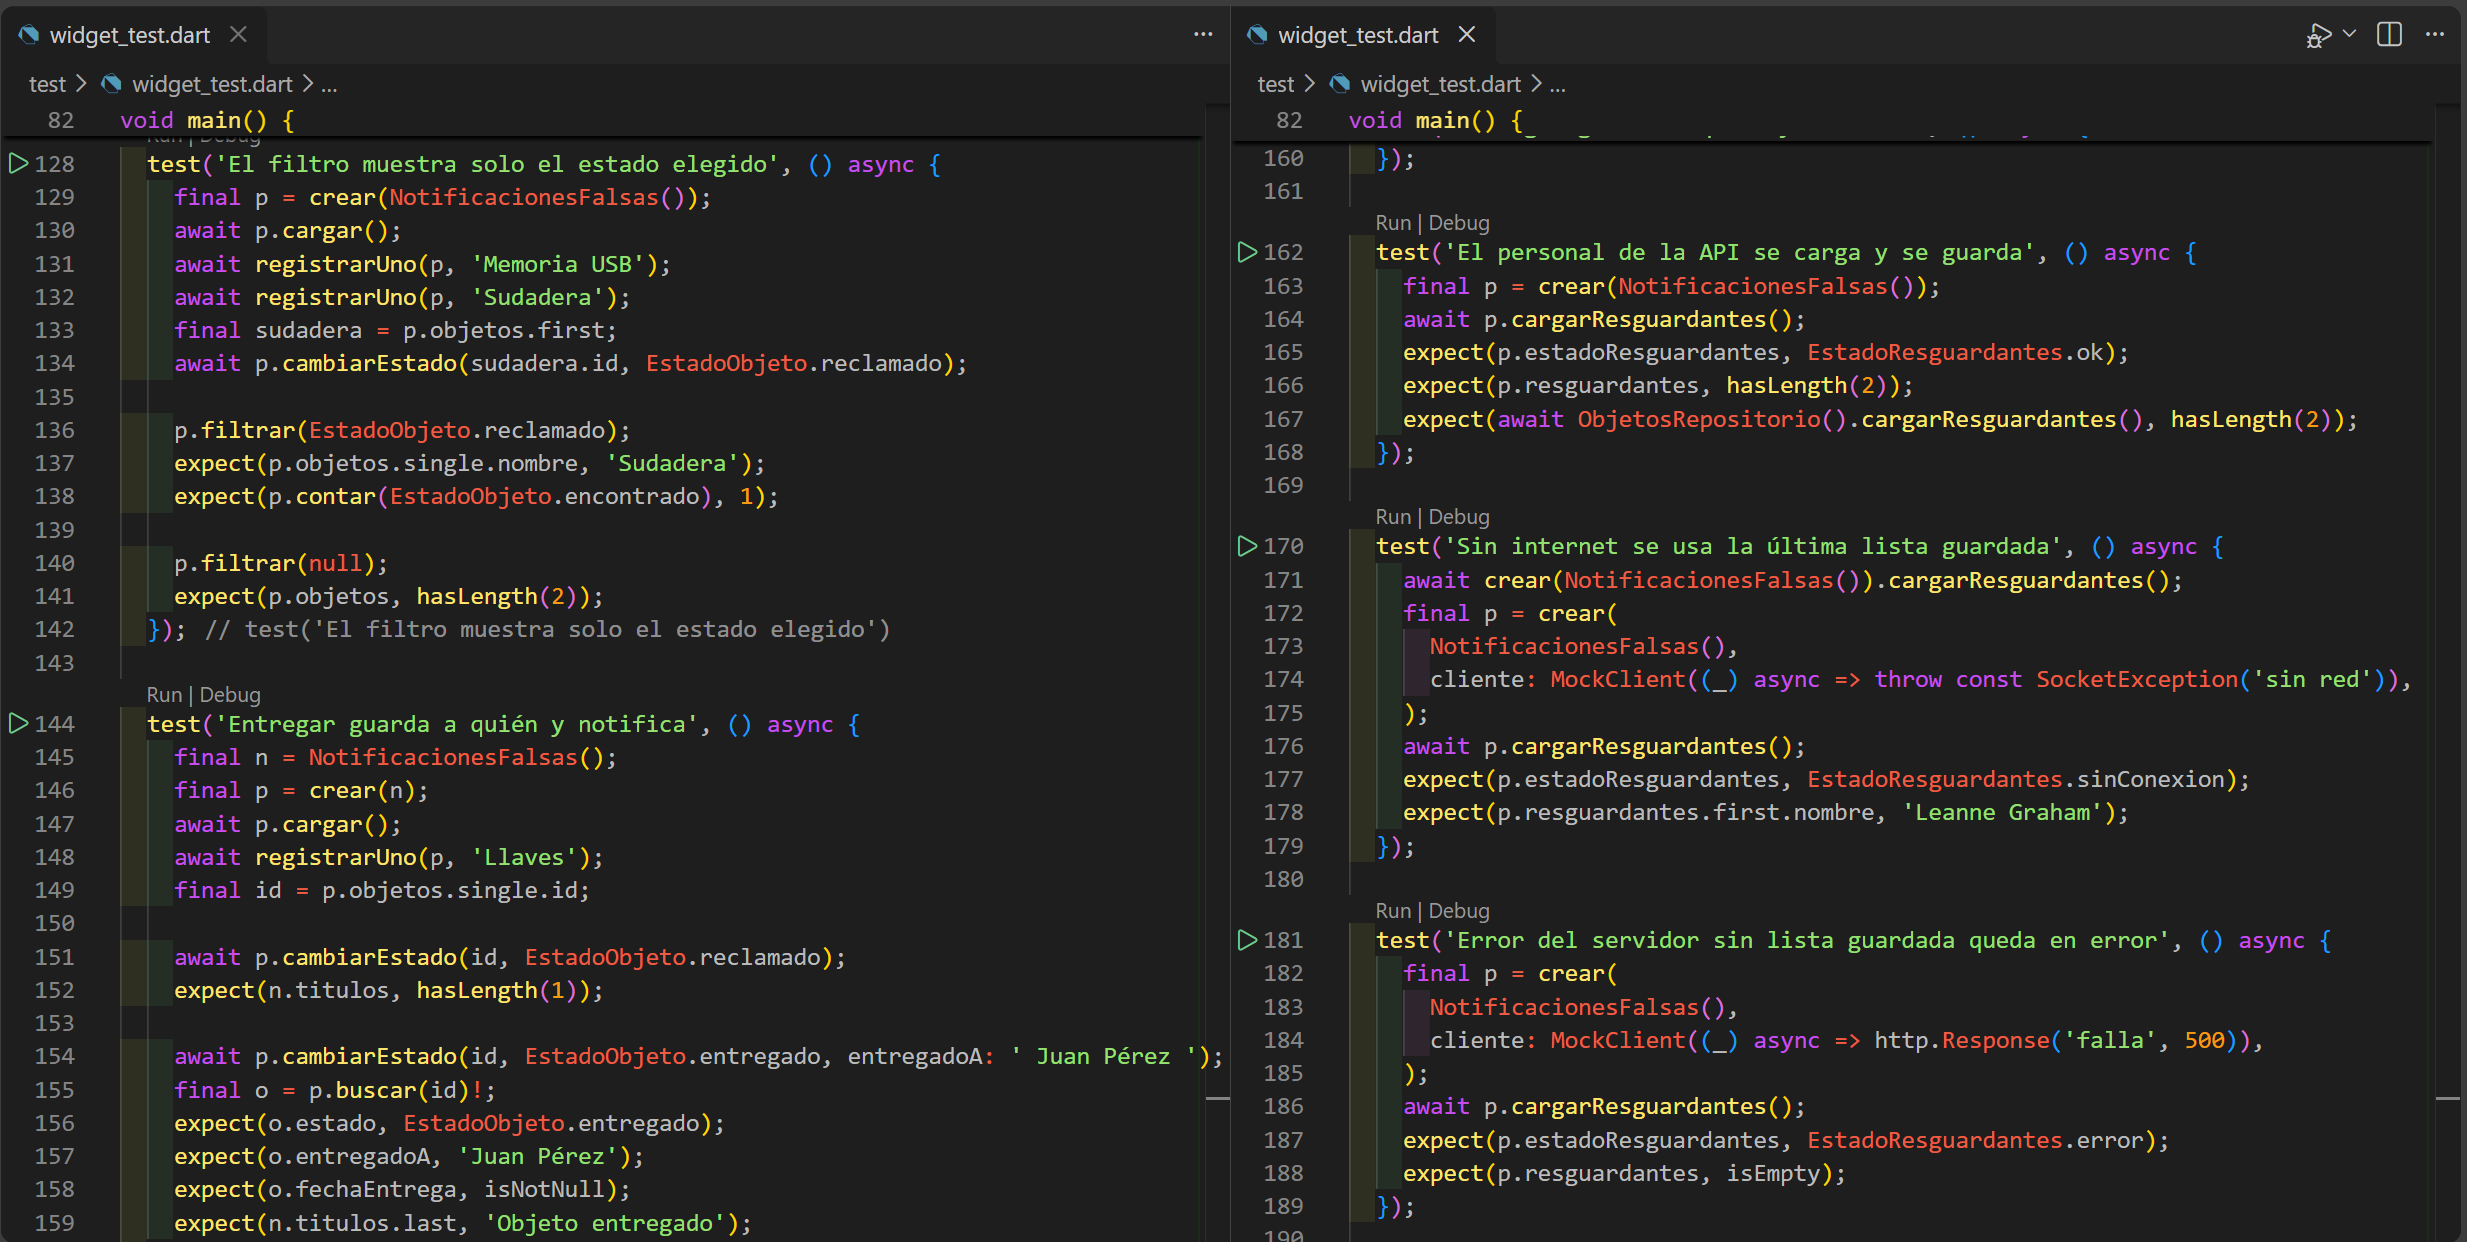 widget_test.dart
test > widget_test.dart > ...
82 void main() {
Run | Debug
128 test('El filtro muestra solo el estado elegido', () async {
129 final p = crear(NotificacionesFalsas());
130 await p.cargar();
131 await registrarUno(p, 'Memoria USB');
132 await registrarUno(p, 'Sudadera');
133 final sudadera = p.objetos.first;
134 await p.cambiarEstado(sudadera.id, EstadoObjeto.reclamado);
135
136 p.filtrar(EstadoObjeto.reclamado);
137 expect(p.objetos.single.nombre, 'Sudadera');
138 expect(p.contar(EstadoObjeto.encontrado), 1);
139
140 p.filtrar(null);
141 expect(p.objetos, hasLength(2));
142 }); // test('El filtro muestra solo el estado elegido')
143
Run | Debug
144 test('Entregar guarda a quién y notifica', () async {
145 final n = NotificacionesFalsas();
146 final p = crear(n);
147 await p.cargar();
148 await registrarUno(p, 'Llaves');
149 final id = p.objetos.single.id;
150
151 await p.cambiarEstado(id, EstadoObjeto.reclamado);
152 expect(n.titulos, hasLength(1));
153
154 await p.cambiarEstado(id, EstadoObjeto.entregado, entregadoA: ' Juan Pérez ');
155 final o = p.buscar(id)!;
156 expect(o.estado, EstadoObjeto.entregado);
157 expect(o.entregadoA, 'Juan Pérez');
158 expect(o.fechaEntrega, isNotNull);
159 expect(n.titulos.last, 'Objeto entregado');
widget_test.dart
test > widget_test.dart > ...
82 void main() {
160 });
161
Run | Debug
162 test('El personal de la API se carga y se guarda', () async {
163 final p = crear(NotificacionesFalsas());
164 await p.cargarResguardantes();
165 expect(p.estadoResguardantes, EstadoResguardantes.ok);
166 expect(p.resguardantes, hasLength(2));
167 expect(await ObjetosRepositorio().cargarResguardantes(), hasLength(2));
168 });
169
Run | Debug
170 test('Sin internet se usa la última lista guardada', () async {
171 await crear(NotificacionesFalsas()).cargarResguardantes();
172 final p = crear(
173 NotificacionesFalsas(),
174 cliente: MockClient((_) async => throw const SocketException('sin red')),
175 );
176 await p.cargarResguardantes();
177 expect(p.estadoResguardantes, EstadoResguardantes.sinConexion);
178 expect(p.resguardantes.first.nombre, 'Leanne Graham');
179 });
180
Run | Debug
181 test('Error del servidor sin lista guardada queda en error', () async {
182 final p = crear(
183 NotificacionesFalsas(),
184 cliente: MockClient((_) async => http.Response('falla', 500)),
185 );
186 await p.cargarResguardantes();
187 expect(p.estadoResguardantes, EstadoResguardantes.error);
188 expect(p.resguardantes, isEmpty);
189 });
190